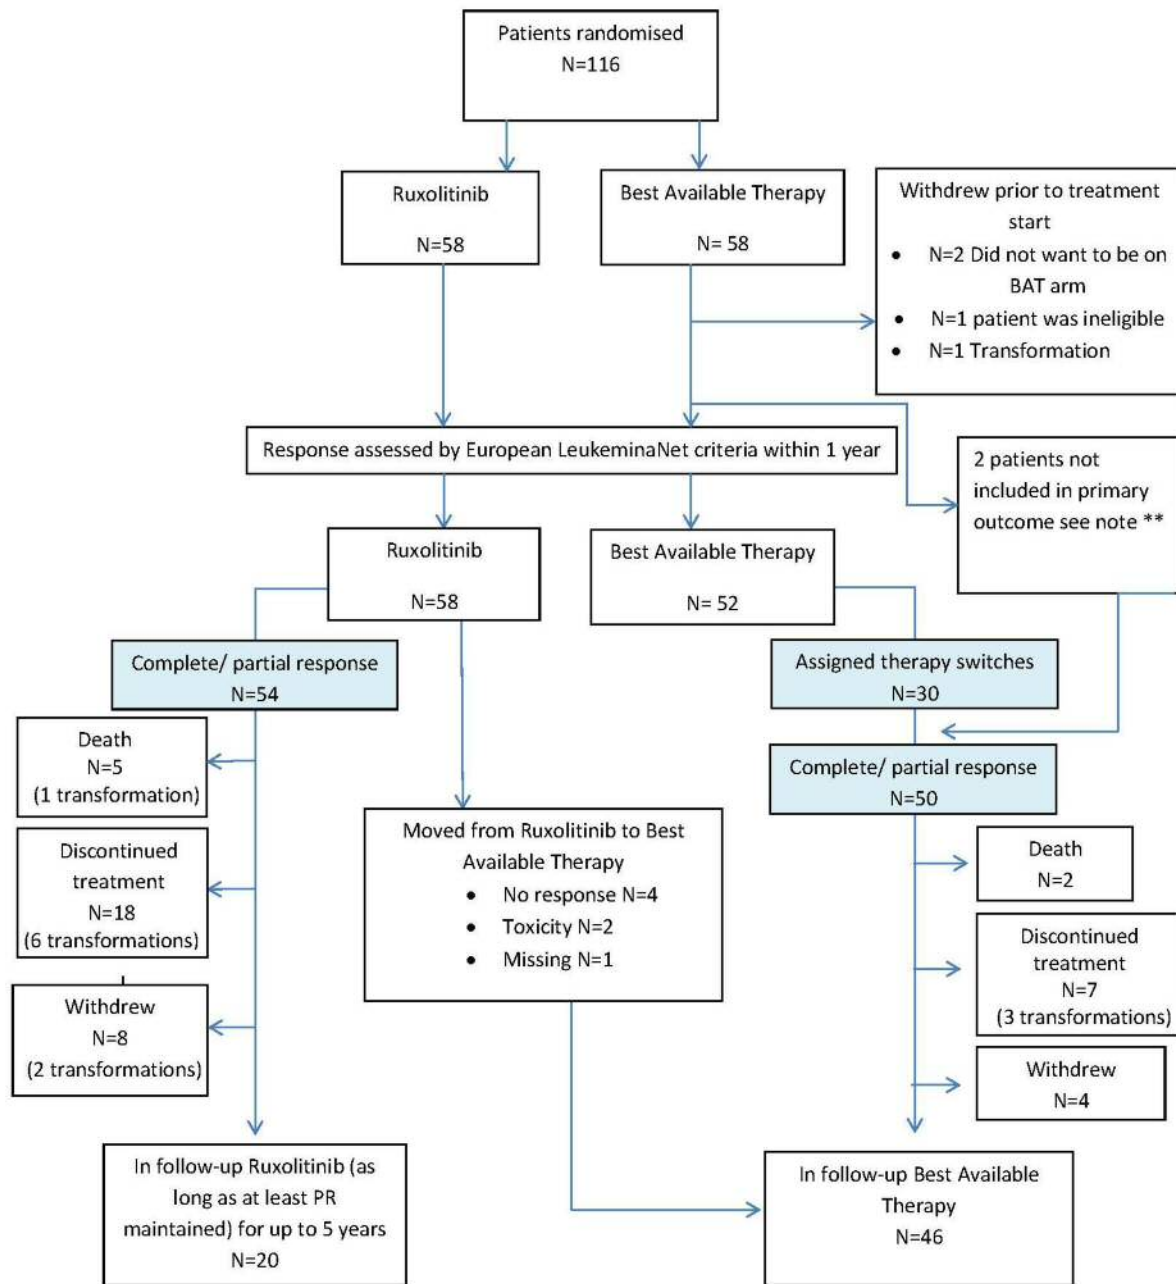 Patients randomised
N=116
Ruxolitinib
N=58
Best Available Therapy
N= 58
Withdrew prior to treatment
start
• N=2 Did not want to be on
BAT arm
• N=1 patient was ineligible
• N=1 Transformation
Response assessed by European LeukeminaNet criteria within 1 year
2 patients not
included in primary
outcome see note **
Ruxolitinib
N=58
Best Available Therapy
N= 52
Complete/ partial response
N=54
Assigned therapy switches
N=30
Death
N=5
(1 transformation)
Complete/ partial response
N=50
Discontinued
treatment
N=18
(6 transformations)
Moved from Ruxolitinib to Best
Available Therapy
• No response N=4
• Toxicity N=2
• Missing N=1
Death
N=2
Discontinued
treatment
N=7
(3 transformations)
Withdrew
N=8
(2 transformations)
Withdrew
N=4
In follow-up Ruxolitinib (as
long as at least PR
maintained) for up to 5 years
N=20
In follow-up Best Available
Therapy
N=46